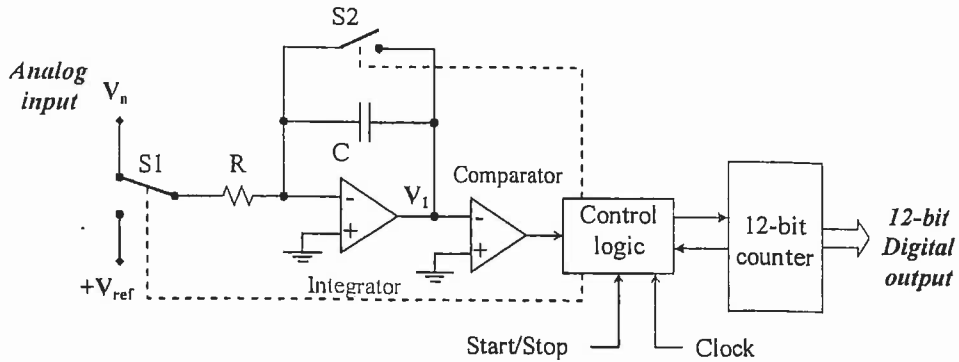 S2
Analog
input
Vn
S1
R
C
V1
Comparator
-
+
-
+
Control
logic
12-bit
counter
12-bit
Digital
output
+Vref
Integrator
Start/Stop
Clock